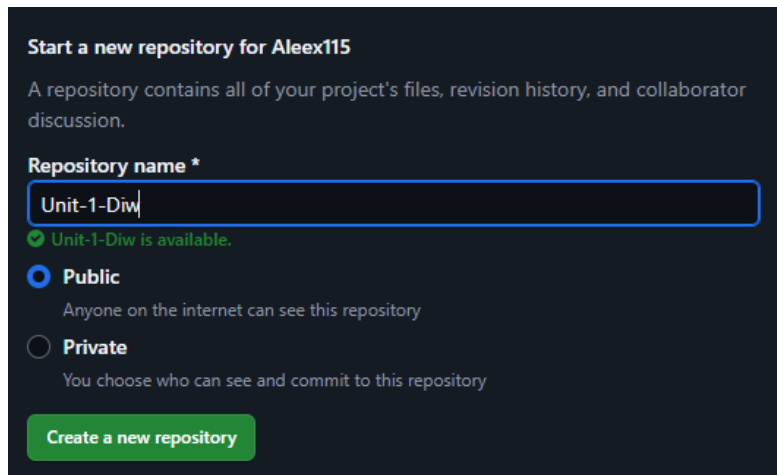 Start a new repository for Aleex115
A repository contains all of your project's files, revision history, and collaborator
discussion.
Repository name *
Unit-1-Diw
Unit-1-Diw is available.
Public
Anyone on the internet can see this repository
Private
You choose who can see and commit to this repository
Create a new repository